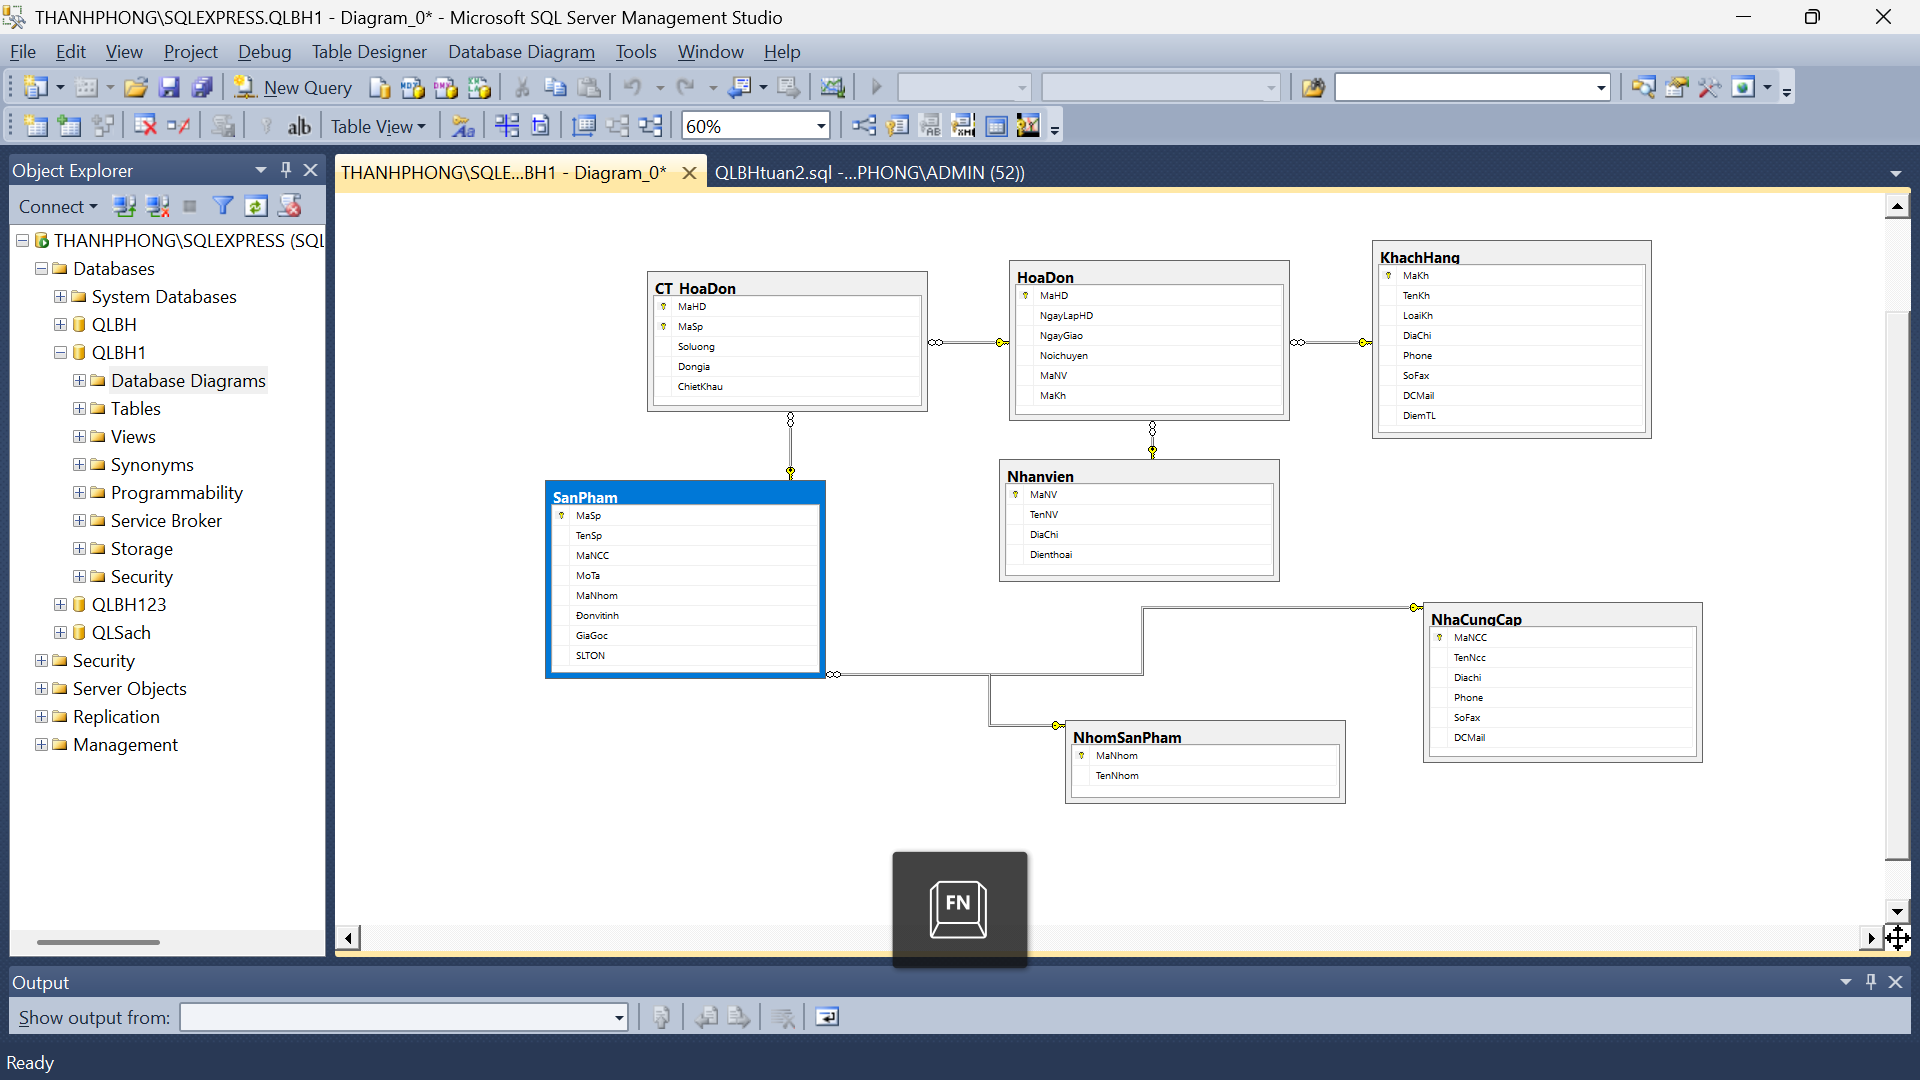 THANHPHONG\SQLEXPRESS.QLBH1 - Diagram_0* - Microsoft SQL Server Management Studio
File Edit View Project Debug Table Designer Database Diagram Tools Window Help
New Query
Table View
60%
Object Explorer
Connect
THANHPHONG\SQLEXPRESS (SQL
Databases
System Databases
QLBH
QLBH1
Database Diagrams
Tables
Views
Synonyms
Programmability
Service Broker
Storage
Security
QLBH123
QLSach
Security
Server Objects
Replication
Management
THANHPHONG\SQLE...BH1 - Diagram_0*
QLBHtuan2.sql -...PHONG\ADMIN (52))
CT_HoaDon
MaHD
MaSp
Soluong
Dongia
ChietKhau
HoaDon
MaHD
NgayLapHD
NgayGiao
Noichuyen
MaNV
MaKh
KhachHang
MaKh
TenKh
LoaiKh
DiaChi
Phone
SoFax
DCMail
DiemTL
SanPham
MaSp
TenSp
MaNCC
MoTa
MaNhom
Đonvitinh
GiaGoc
SLTON
Nhanvien
MaNV
TenNV
DiaChi
Dienthoai
NhaCungCap
MaNCC
TenNcc
Diachi
Phone
SoFax
DCMail
NhomSanPham
MaNhom
TenNhom
FN
Output
Show output from:
Ready